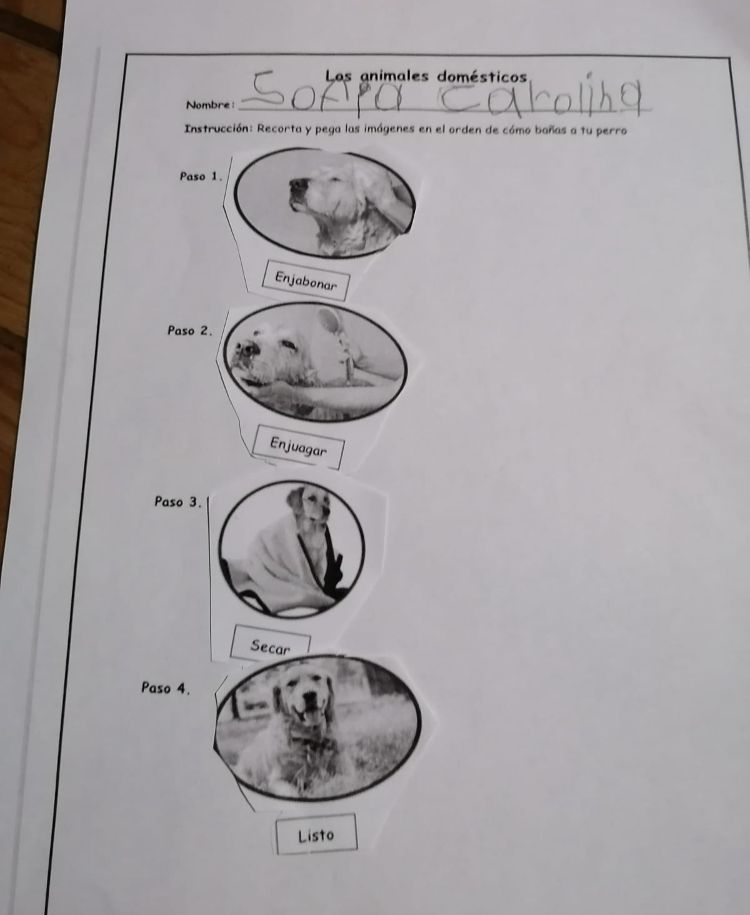 Los animales domésticos
Nombre: Sofia Carolina
Instrucción: Recorta y pega las imágenes en el orden de cómo bañas a tu perro
Paso 1.
Enjabonar
Paso 2.
Enjuagar
Paso 3.
Secar
Paso 4.
Listo